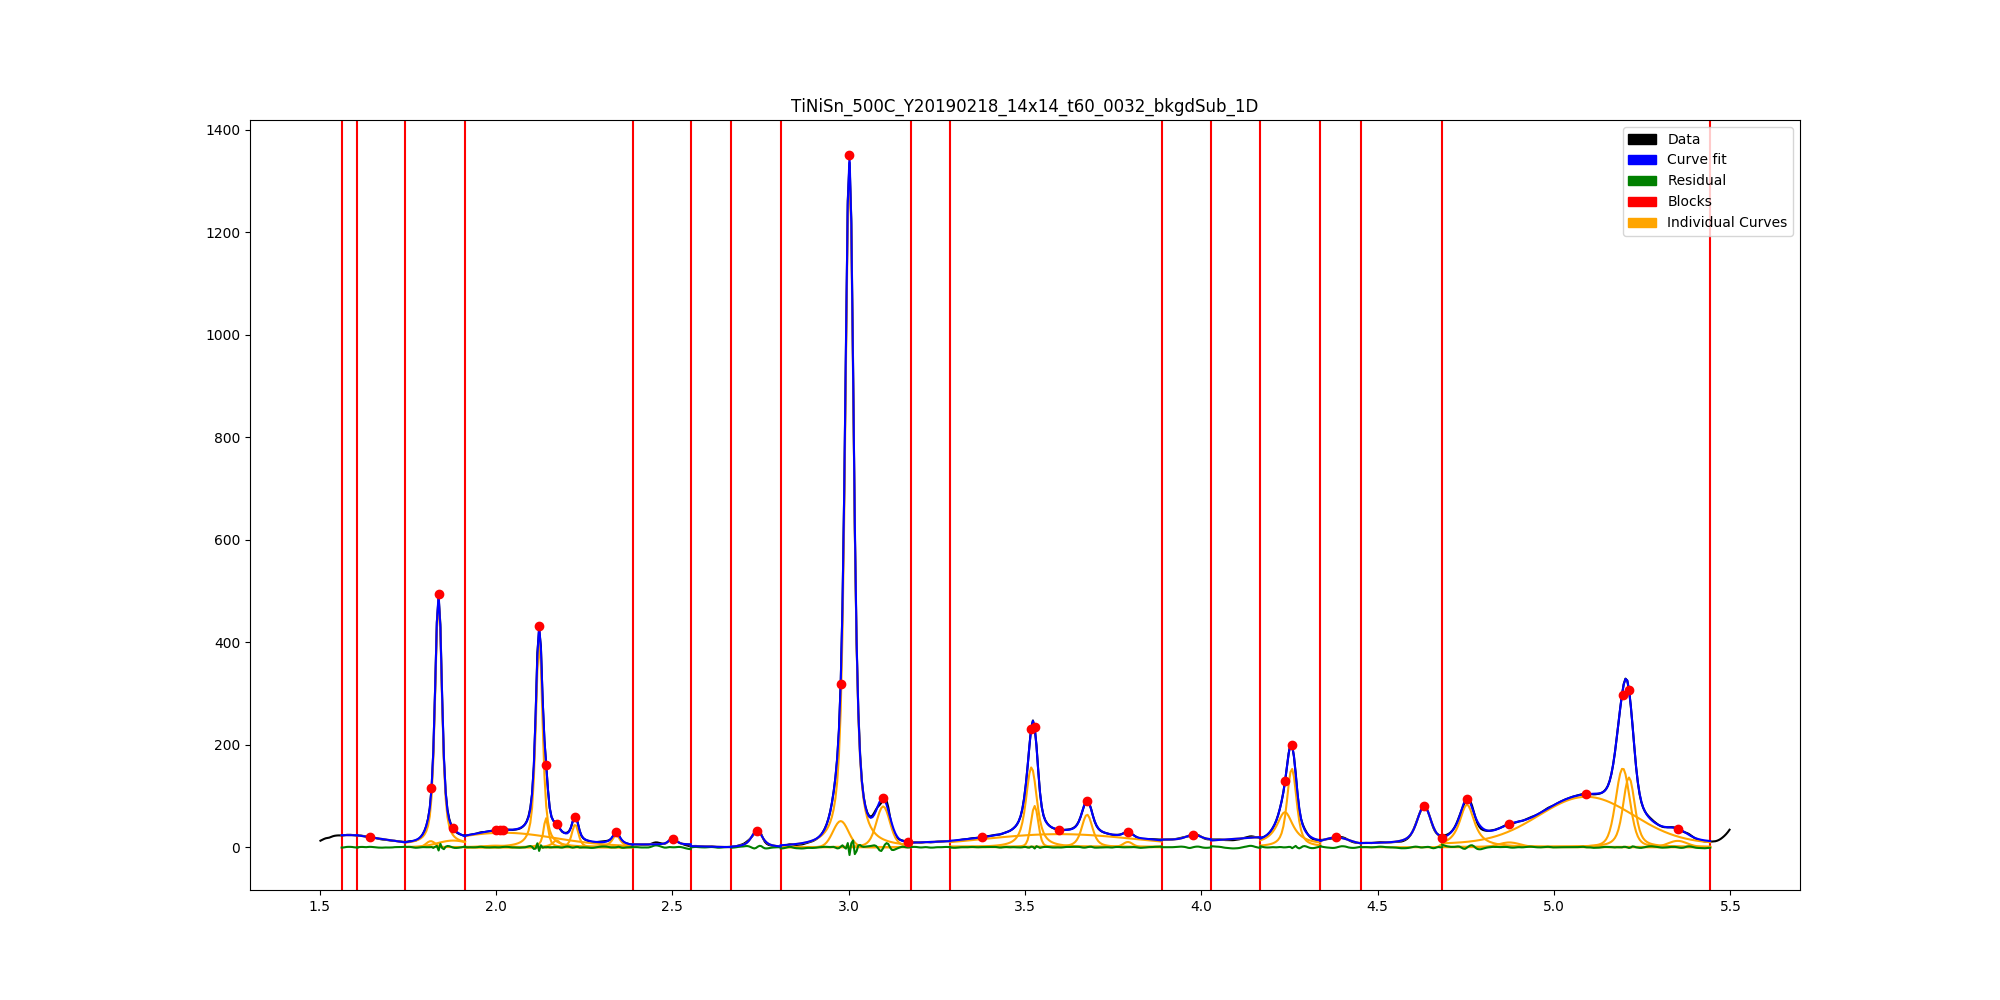 TiNiSn_500C_Y20190218_14x14_t60_0032_bkgdSub_1D
1400
1200
1000
800
600
400
200
0
Data
Curve fit
Residual
Blocks
Individual Curves
1.5 2.0 2.5 3.0 3.5 4.0 4.5 5.0 5.5